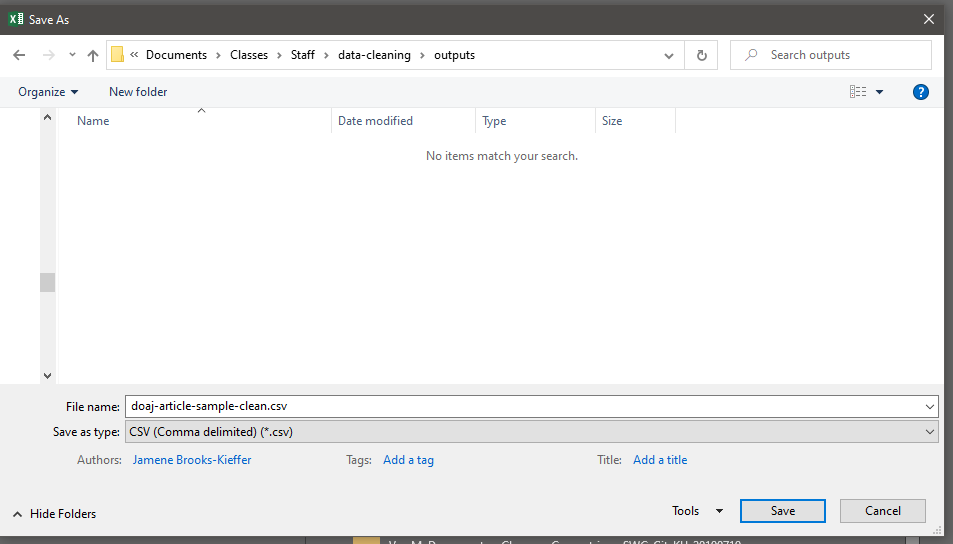 Save As
« Documents › Classes › Staff › data-cleaning › outputs
Search outputs
Organize
New folder
?
Name
Date modified
Type
Size
No items match your search.
File name: doaj-article-sample-clean.csv
Save as type: CSV (Comma delimited) (*.csv)
Authors: Jamene Brooks-Kieffer Tags: Add a tag Title: Add a title
Hide Folders
Tools
Save
Cancel